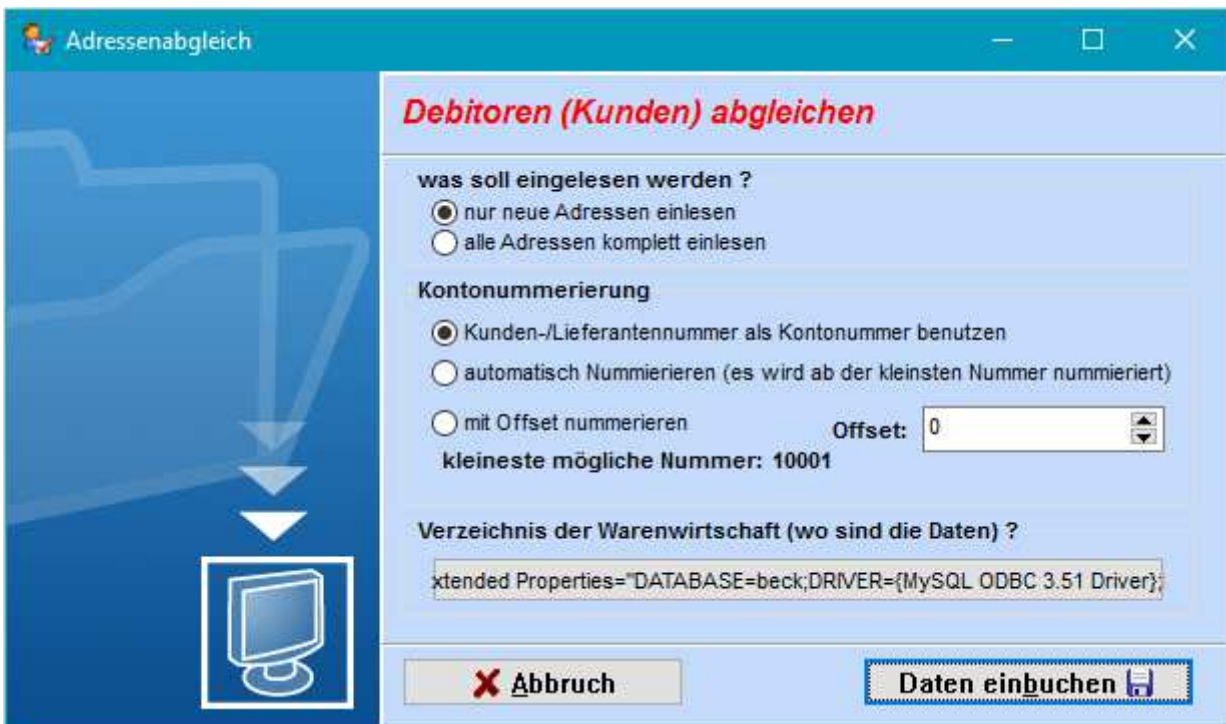 Adressenabgleich
Debitoren (Kunden) abgleichen
was soll eingelesen werden ?
nur neue Adressen einlesen
alle Adressen komplett einlesen
Kontonummerierung
Kunden-/Lieferantennummer als Kontonummer benutzen
automatisch Nummierieren (es wird ab der kleinsten Nummer nummieriert)
mit Offset nummerieren
Offset: 0
kleineste mögliche Nummer: 10001
Verzeichnis der Warenwirtschaft (wo sind die Daten) ?
xtended Properties="DATABASE=beck;DRIVER={MySQL ODBC 3.51 Driver};
Abbruch
Daten einbuchen